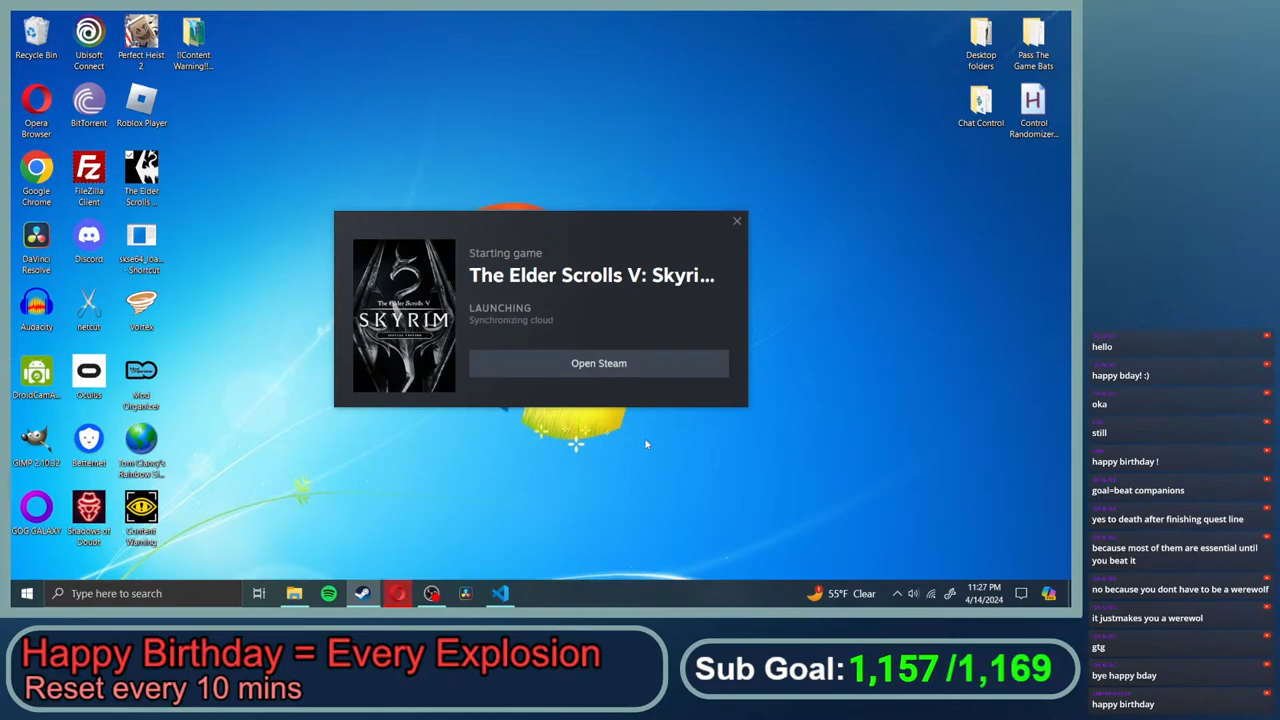 Recycle Bin
Ubisoft
Connect
Perfect Heist
2
!!Content
Warning!!...
Desktop
folders
Pass The
Game Bats
Opera
Browser
BitTorrent
Roblox Player
Chat Control
Control
Randomizer...
Google
Chrome
FileZilla
Client
The Elder
Scrolls ...
DaVinci
Resolve
Discord
skse64_loa...
- Shortcut
Audacity
netcut
Vortex
DroidCamA...
Oculus
Mod
Organizer
GIMP 2.10.32
Betternet
Tom Clancy's
Rainbow Si...
GOG GALAXY
Shadows of
Doubt
Content
Warning
The Elder Scrolls V
SKYRIM
SPECIAL EDITION
Starting game
The Elder Scrolls V: Skyri...
LAUNCHING
Synchronizing cloud
Open Steam
Type here to search
55°F Clear
11:27 PM
4/14/2024
hello
happy bday! :)
oka
still
happy birthday !
goal=beat companions
yes to death after finishing quest line
because most of them are essential until
you beat it
no because you dont have to be a werewolf
it justmakes you a werewol
gtg
bye happy bday
happy birthday
Happy Birthday = Every Explosion
Reset every 10 mins
Sub Goal: 1,157 /1,169